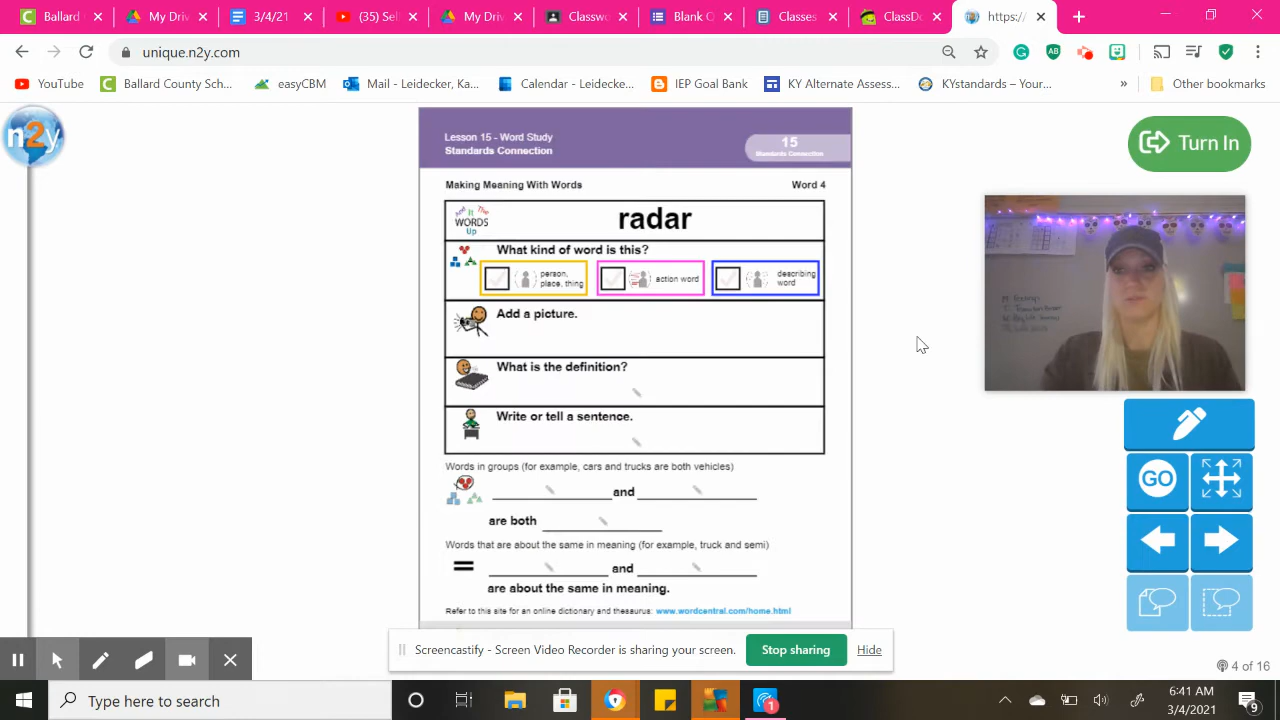 Ballard
My Driv
3/4/21
(35) Sel
My Driv
Classwo
Blank Q
Classes
ClassDo
https://
unique.n2y.com
YouTube
Ballard County Sch...
easyCBM
Mail - Leidecker, Kar...
Calendar - Leidecke...
IEP Goal Bank
KY Alternate Assess...
KYstandards – Your...
»
Other bookmarks
n2y
Lesson 15 - Word Study
Standards Connection
15
Standards Connection
Turn In
Making Meaning With Words
Word 4
WORDS
Up
radar
What kind of word is this?
person,
place, thing
action word
describing
word
Add a picture.
What is the definition?
Write or tell a sentence.
Words in groups (for example, cars and trucks are both vehicles)
and
are both
Words that are about the same in meaning (for example, truck and semi)
and
are about the same in meaning.
Refer to this site for an online dictionary and thesaurus: www.wordcentral.com/home.html
GO
Screencastify - Screen Video Recorder is sharing your screen.
Stop sharing
Hide
4 of 16
Type here to search
1
6:41 AM
3/4/2021
9